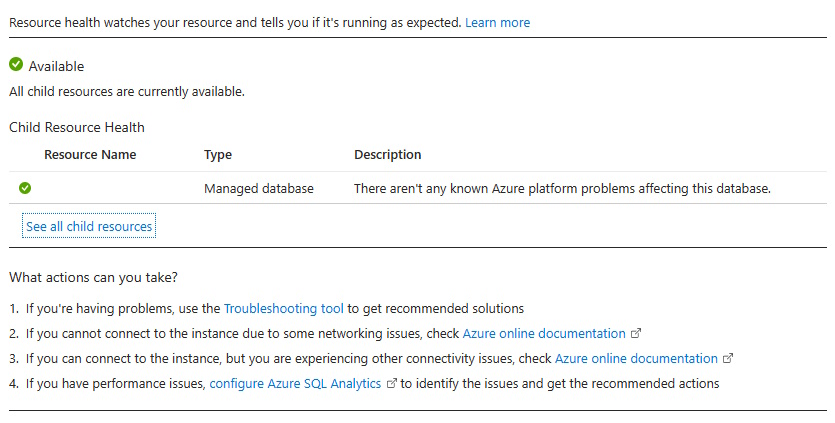 Resource health watches your resource and tells you if it's running as expected. Learn more
Available
All child resources are currently available.
Child Resource Health
Resource Name Type Description
Managed database There aren't any known Azure platform problems affecting this database.
See all child resources
What actions can you take?
1. If you're having problems, use the Troubleshooting tool to get recommended solutions
2. If you cannot connect to the instance due to some networking issues, check Azure online documentation
3. If you can connect to the instance, but you are experiencing other connectivity issues, check Azure online documentation
4. If you have performance issues, configure Azure SQL Analytics to identify the issues and get the recommended actions